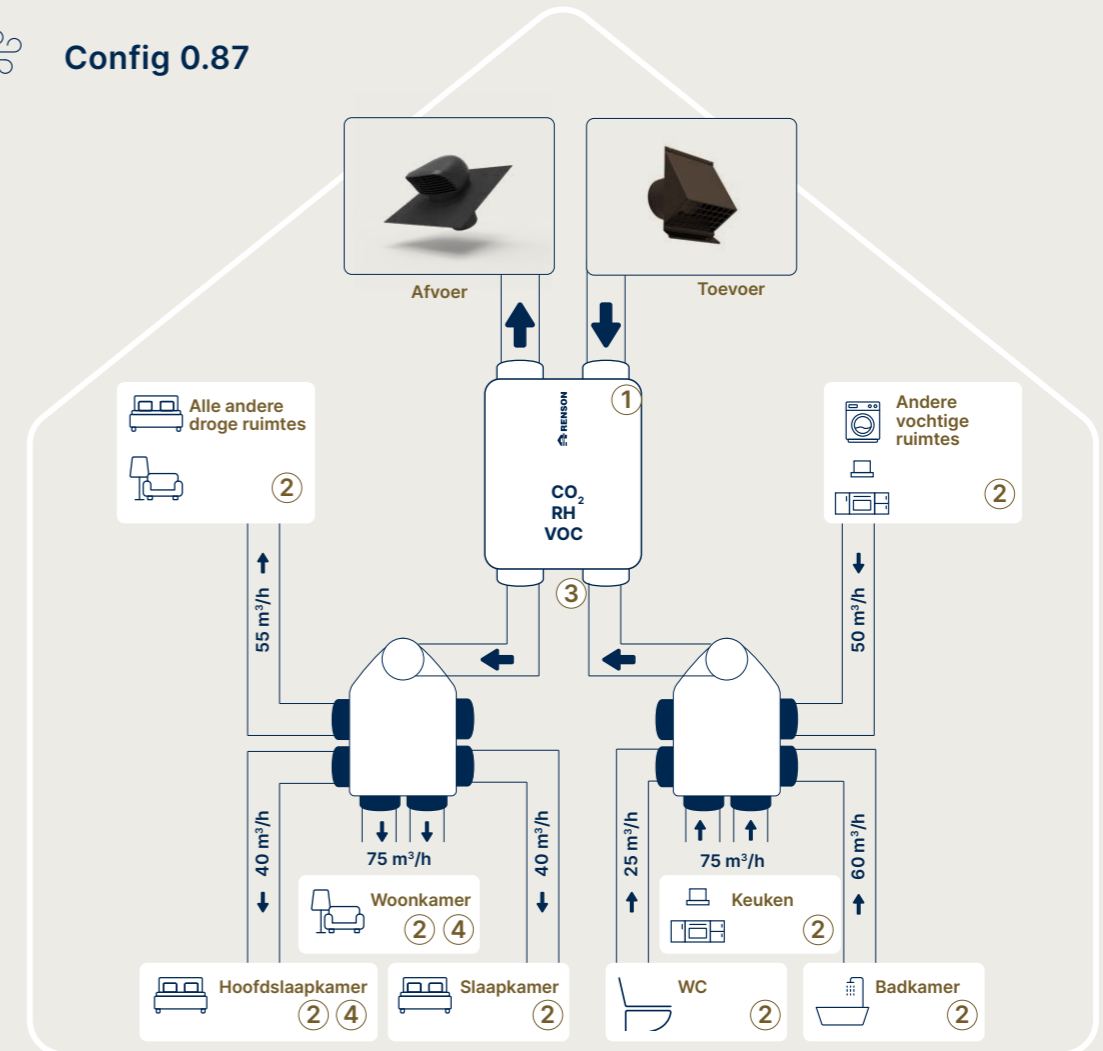 Config 0.87
Afvoer
Toevoer
RENSON
1
CO₂
RH
VOC
3
Alle andere
droge ruimtes
2
Andere
vochtige
ruimtes
2
55 m³/h
50 m³/h
40 m³/h
75 m³/h
40 m³/h
25 m³/h
75 m³/h
60 m³/h
Woonkamer
2 4
Keuken
2
Hoofdslaapkamer
2 4
Slaapkamer
2
WC
2
Badkamer
2